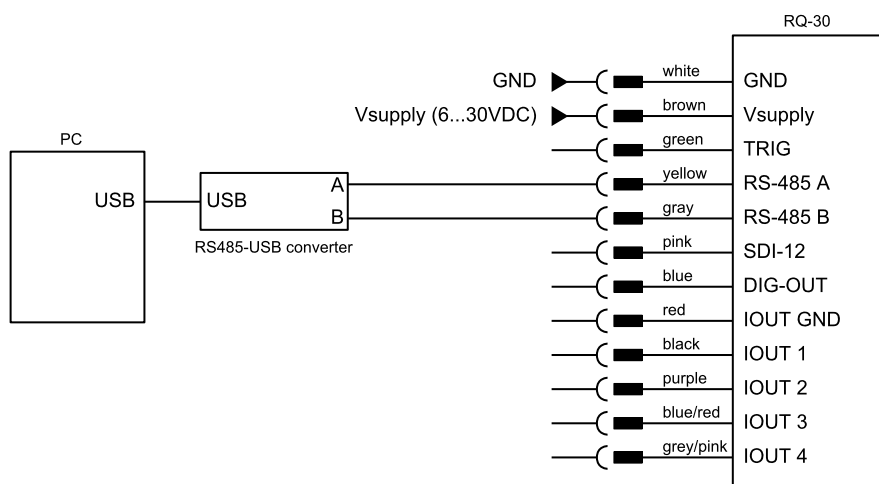 RQ-30
GND white GND
Vsupply (6...30VDC) brown Vsupply
green TRIG
PC
yellow RS-485 A
USB USB A
B
gray RS-485 B
RS485-USB converter
pink SDI-12
blue DIG-OUT
red IOUT GND
black IOUT 1
purple IOUT 2
blue/red IOUT 3
grey/pink IOUT 4